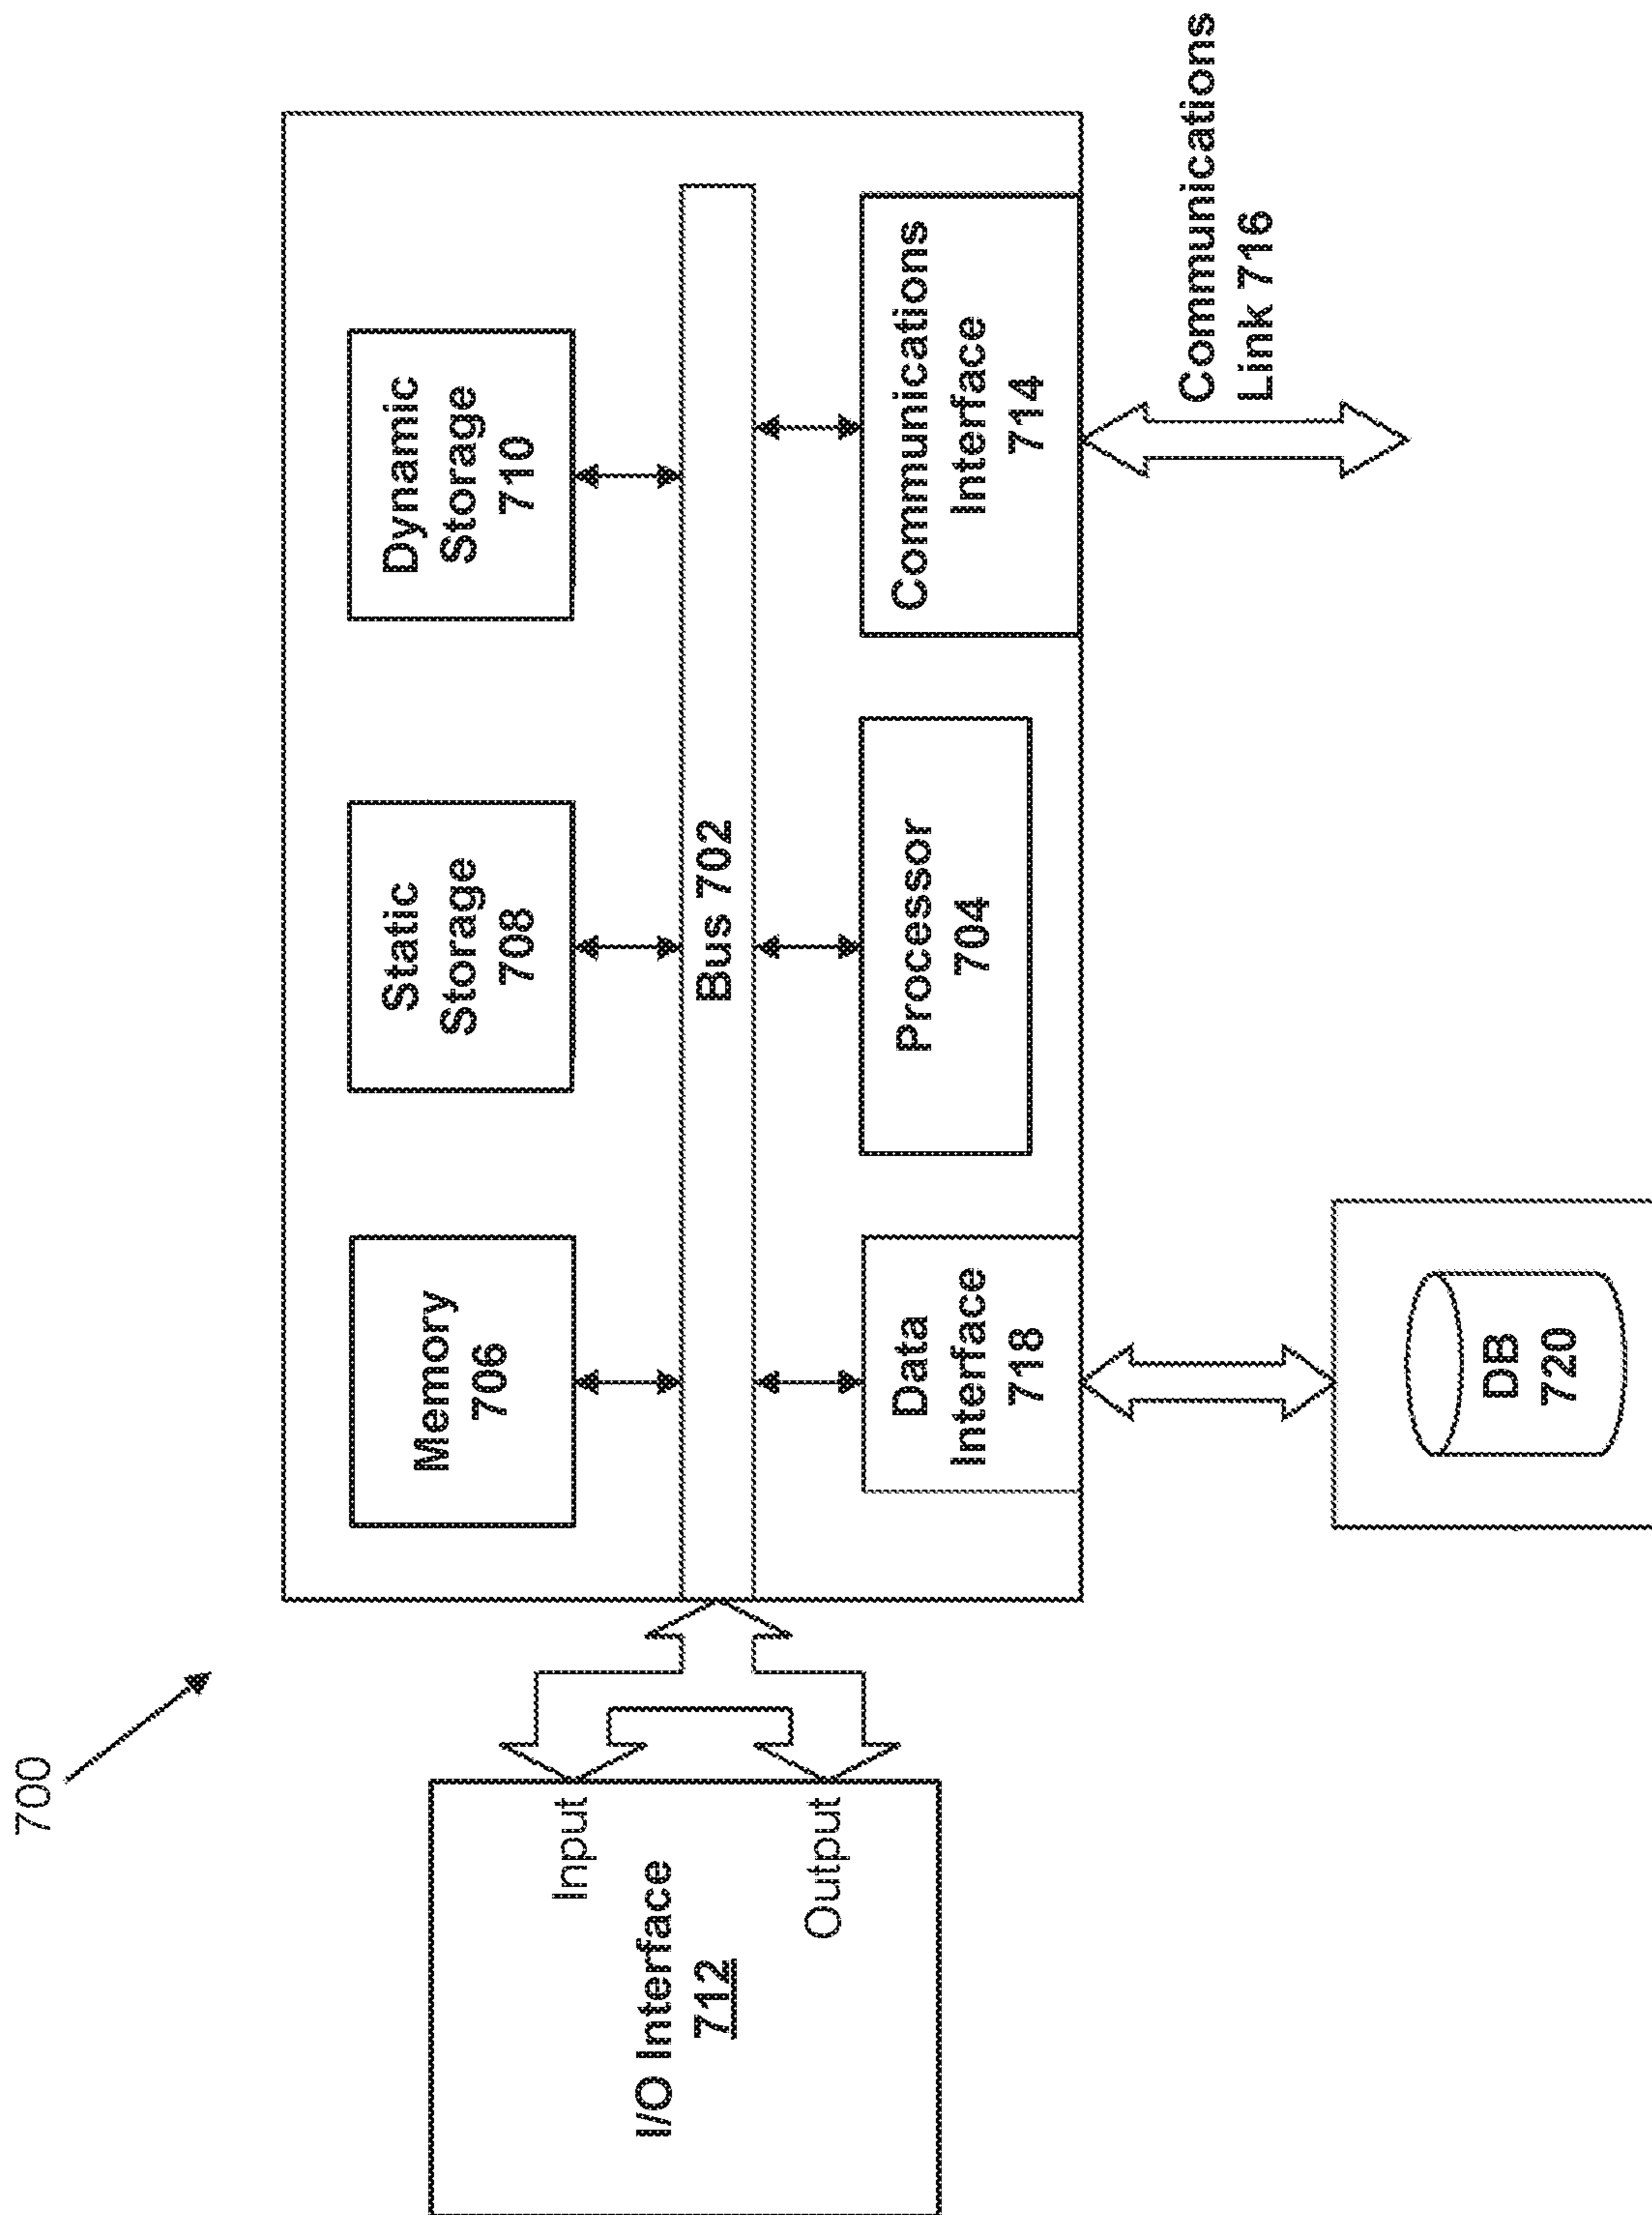 700
Memory
706
Static
Storage
708
Dynamic
Storage
710
Bus 702
I/O Interface
712
Input
Output
Data
Interface
718
Processor
704
Communications
Interface
714
Communications
Link 716
DB
720